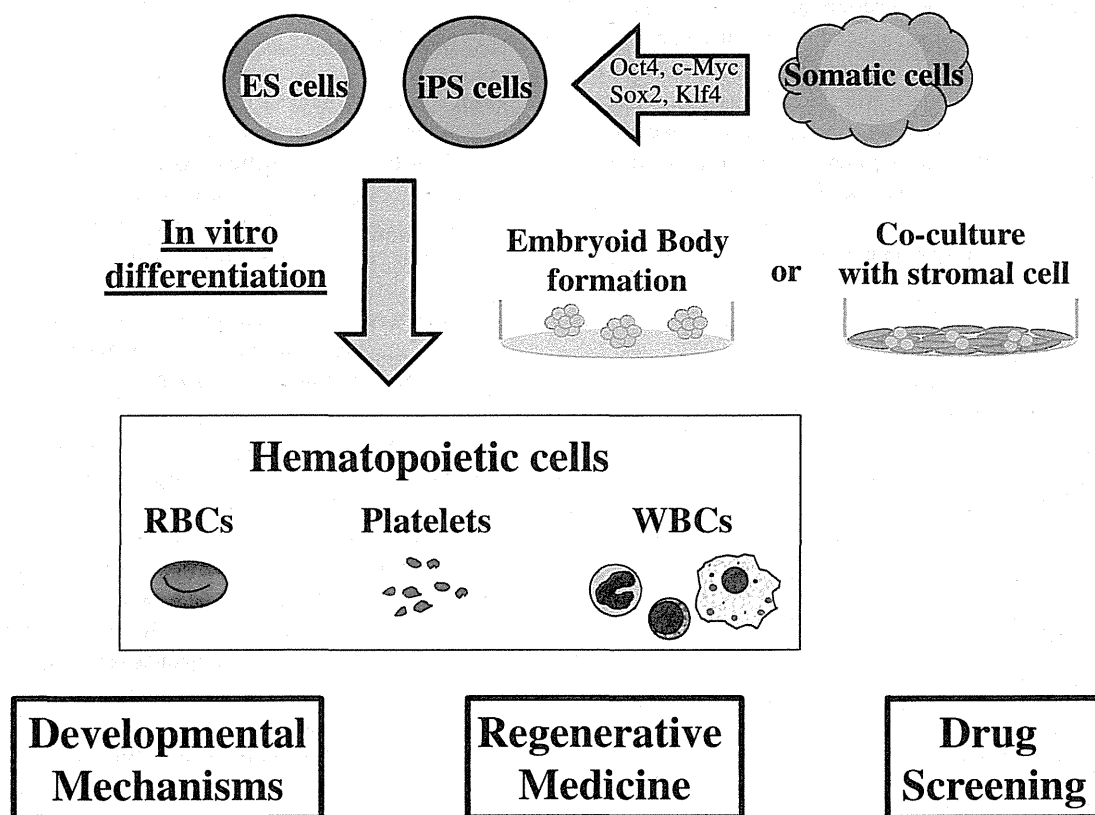 ES cells
iPS cells
Oct4, c-Myc
Sox2, Klf4
Somatic cells
In vitro
differentiation
Embryoid Body
formation
or
Co-culture
with stromal cell
Hematopoietic cells
RBCs
Platelets
WBCs
Developmental
Mechanisms
Regenerative
Medicine
Drug
Screening